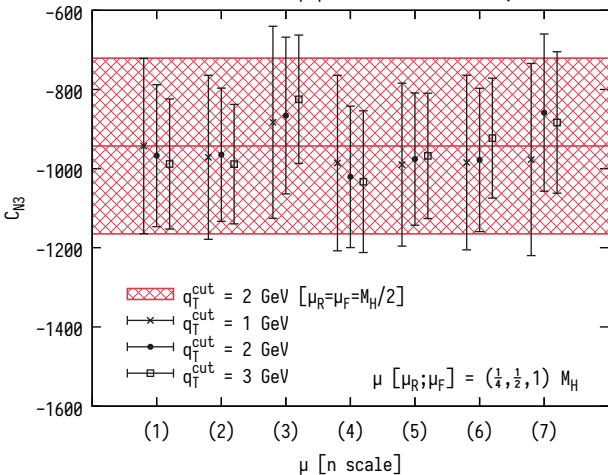 -600
-800
-1000
-1200
-1400
-1600
C_N3
q_T^cut = 2 GeV [μ_R=μ_F=M_H/2]
q_T^cut = 1 GeV
q_T^cut = 2 GeV
q_T^cut = 3 GeV
μ [μ_R;μ_F] = (1/4,1/2,1) M_H
(1) (2) (3) (4) (5) (6) (7)
μ [n scale]